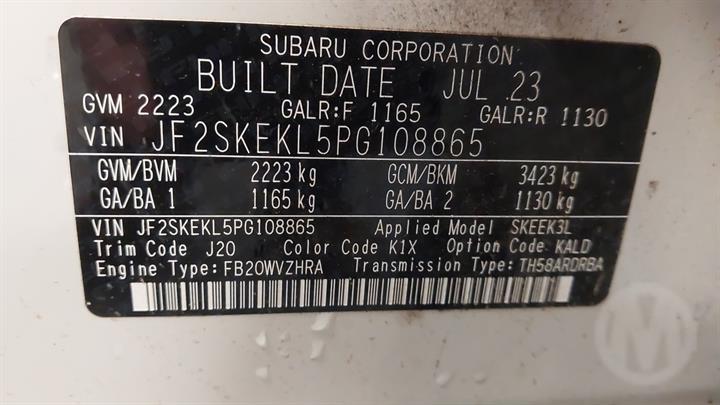 SUBARU CORPORATION
BUILT DATE JUL.23
GVM 2223 GALR:F 1165 GALR:R 1130
VIN JF2SKEKL5PG108865
GVM/BVM 2223 kg GCM/BKM 3423 kg
GA/BA 1 1165 kg GA/BA 2 1130 kg
VIN JF2SKEKL5PG108865 Applied Model SKEEK3L
Trim Code J20 Color Code K1X Option Code KALD
Engine Type:FB20WVZHRA Transmission Type:TH58ARDRBA
M